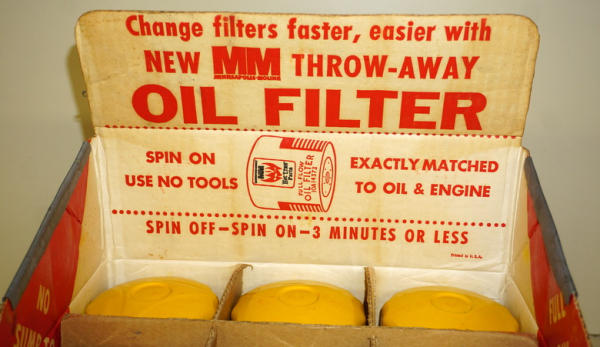 Change filters faster, easier with
NEW MM THROW-AWAY
MINNEAPOLIS-MOLINE
OIL FILTER
SPIN ON
USE NO TOOLS
MM
FULL FLOW
OIL FILTER
10A14372
EXACTLY MATCHED
TO OIL & ENGINE
SPIN OFF–SPIN ON–3 MINUTES OR LESS
Printed in U.S.A.
NO
FULL